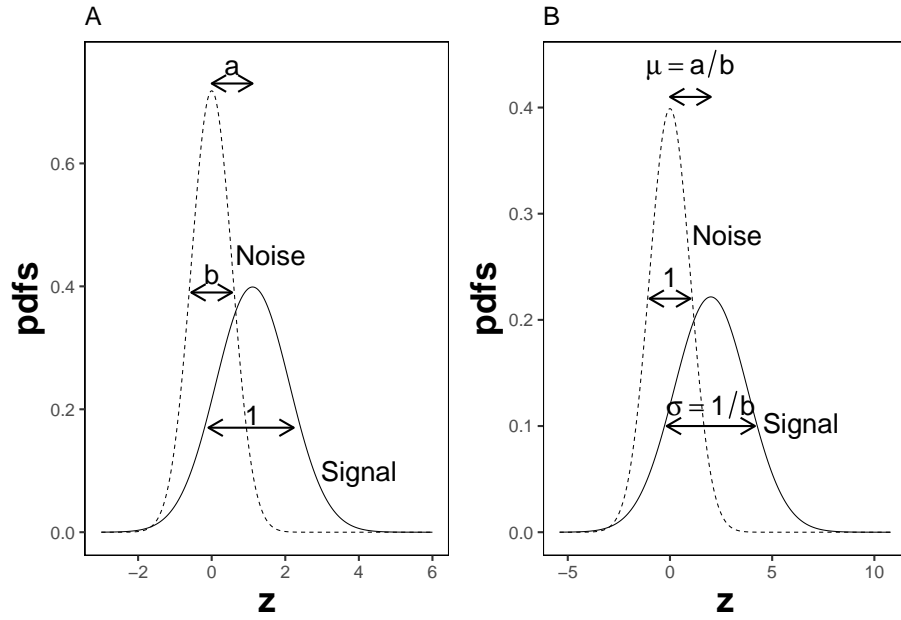 A
pdfs
0.6
0.4
0.2
0.0
a
Noise
b
1
Signal
−2
0
2
4
6
z
B
pdfs
0.4
0.3
0.2
0.1
0.0
μ = a/b
Noise
1
σ = 1/b
Signal
−5
0
5
10
z